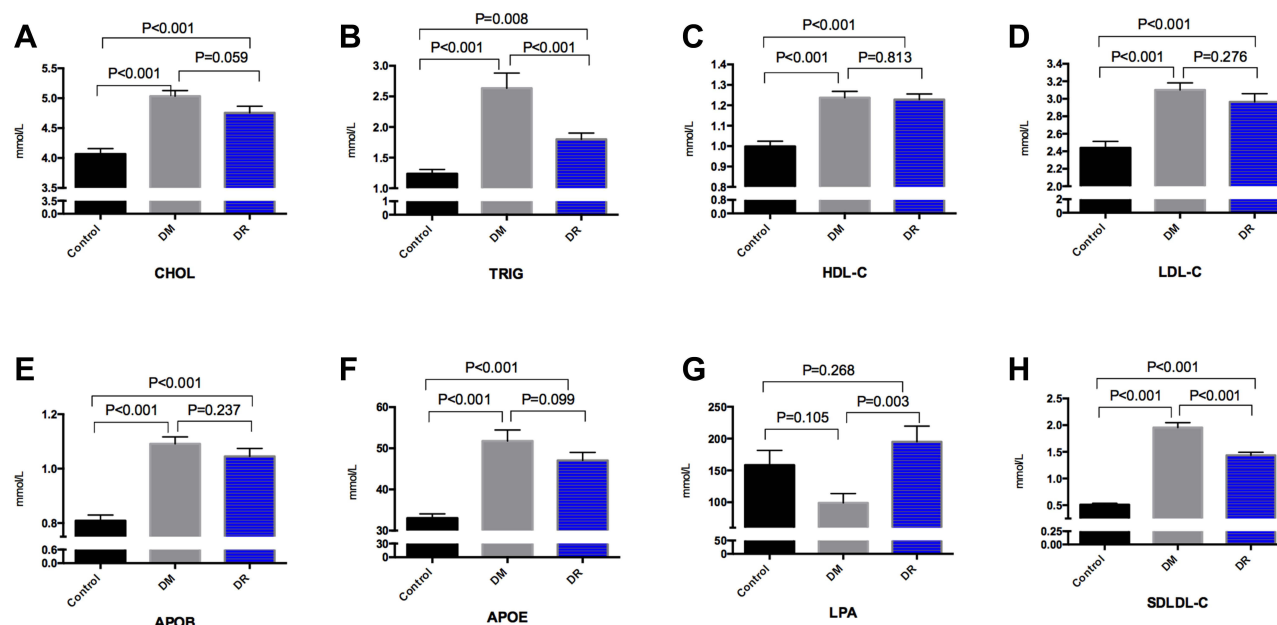 A
P<0.001
P<0.001
P=0.059
mmol/L
5.5
5.0
4.5
4.0
3.5
3.5
0.0
Control
DM
DR
CHOL
B
P=0.008
P<0.001
P<0.001
mmol/L
3.0
2.5
2.0
1.5
1.0
1
0
Control
DM
DR
TRIG
C
P<0.001
P<0.001
P=0.813
mmol/L
1.4
1.3
1.2
1.1
1.0
0.9
0.8
0.8
0.0
Control
DM
DR
HDL-C
D
P<0.001
P<0.001
P=0.276
mmol/L
3.4
3.2
3.0
2.8
2.6
2.4
2.2
2.0
2
0
Control
DM
DR
LDL-C
E
P<0.001
P<0.001
P=0.237
mmol/L
1.2
1.0
0.8
0.6
0.0
Control
DM
DR
APOB
F
P<0.001
P<0.001
P=0.099
mmol/L
60
50
40
30
30
0
Control
DM
DR
APOE
G
P=0.268
P=0.105
P=0.003
mmol/L
250
200
150
100
50
0
Control
DM
DR
LPA
H
P<0.001
P<0.001
P<0.001
mmol/L
2.5
2.0
1.5
1.0
0.5
0.25
0.00
Control
DM
DR
SDLDL-C